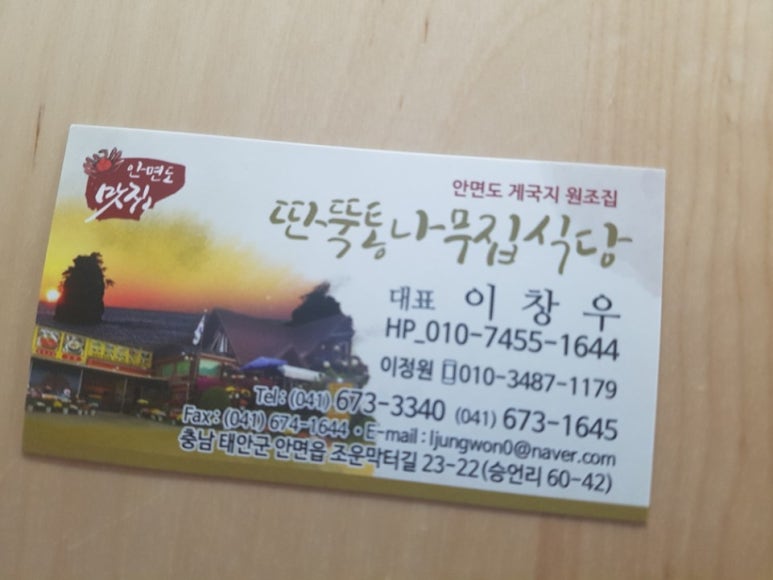 안면도
맛집
안면도 게국지 원조집
딴뚝통나무집식당
대표 이창우
HP_010-7455-1644
이정원 010-3487-1179
Tel: (041) 673-3340 (041) 673-1645
Fax: (041) 674-1644 · E-mail : ljungwon0@naver.com
충남 태안군 안면읍 조운막터길 23-22(승언리 60-42)